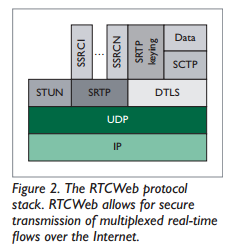 SSRCI
...
SSRCN
SRTP
keying
Data
SCTP
STUN
SRTP
DTLS
UDP
IP
Figure 2. The RTCWeb protocol
stack. RTCWeb allows for secure
transmission of multiplexed real-time
flows over the Internet.